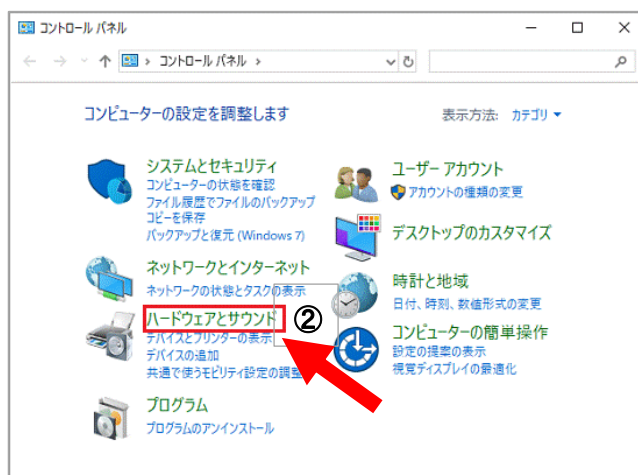 コントロール パネル
コントロール パネル
コンピューターの設定を調整します
表示方法: カテゴリ
システムとセキュリティ
コンピューターの状態を確認
ファイル履歴でファイルのバックアップ
コピーを保存
バックアップと復元 (Windows 7)
ネットワークとインターネット
ネットワークの状態とタスクの表示
ハードウェアとサウンド
②
デバイスとプリンターの表示
デバイスの追加
共通で使うモビリティ設定の調整
プログラム
プログラムのアンインストール
ユーザー アカウント
アカウントの種類の変更
デスクトップのカスタマイズ
時計と地域
日付、時刻、数値形式の変更
コンピューターの簡単操作
設定の提案の表示
視覚ディスプレイの最適化